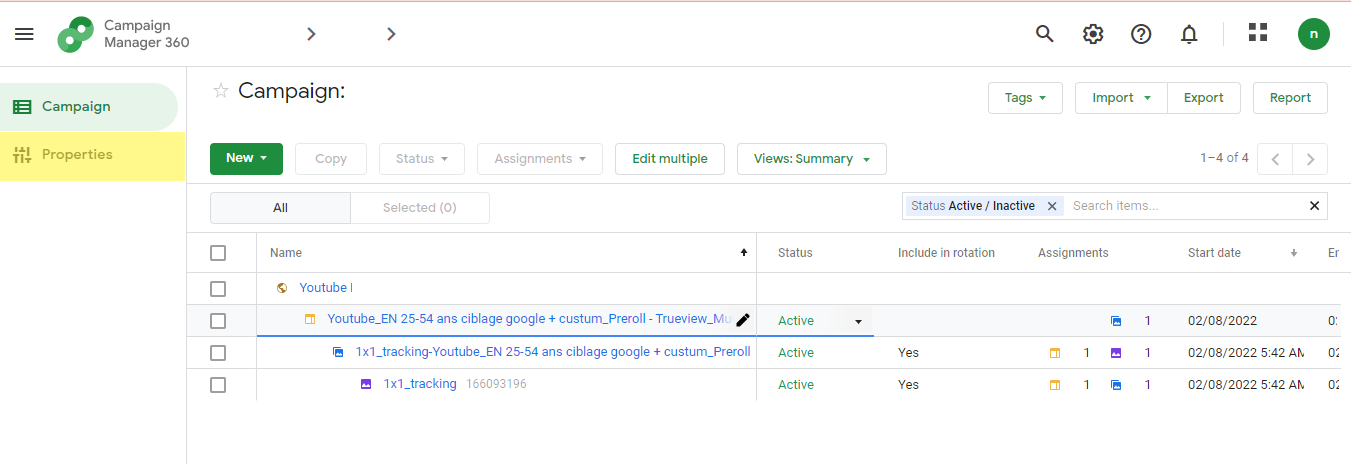 Campaign
Manager 360
n
Campaign
Properties
Campaign:
Tags
Import
Export
Report
New
Copy
Status
Assignments
Edit multiple
Views: Summary
1–4 of 4
All
Selected (0)
Status Active / Inactive
Search items...
Name Status Include in rotation Assignments Start date
Youtube
Youtube_EN 25-54 ans ciblage google + custum_Preroll - Trueview_Mu Active 1 02/08/2022 0:
1x1_tracking-Youtube_EN 25-54 ans ciblage google + custum_Preroll Active Yes 1 1 02/08/2022 5:42 AM 02
1x1_tracking 166093196 Active Yes 1 1 02/08/2022 5:42 AM 02